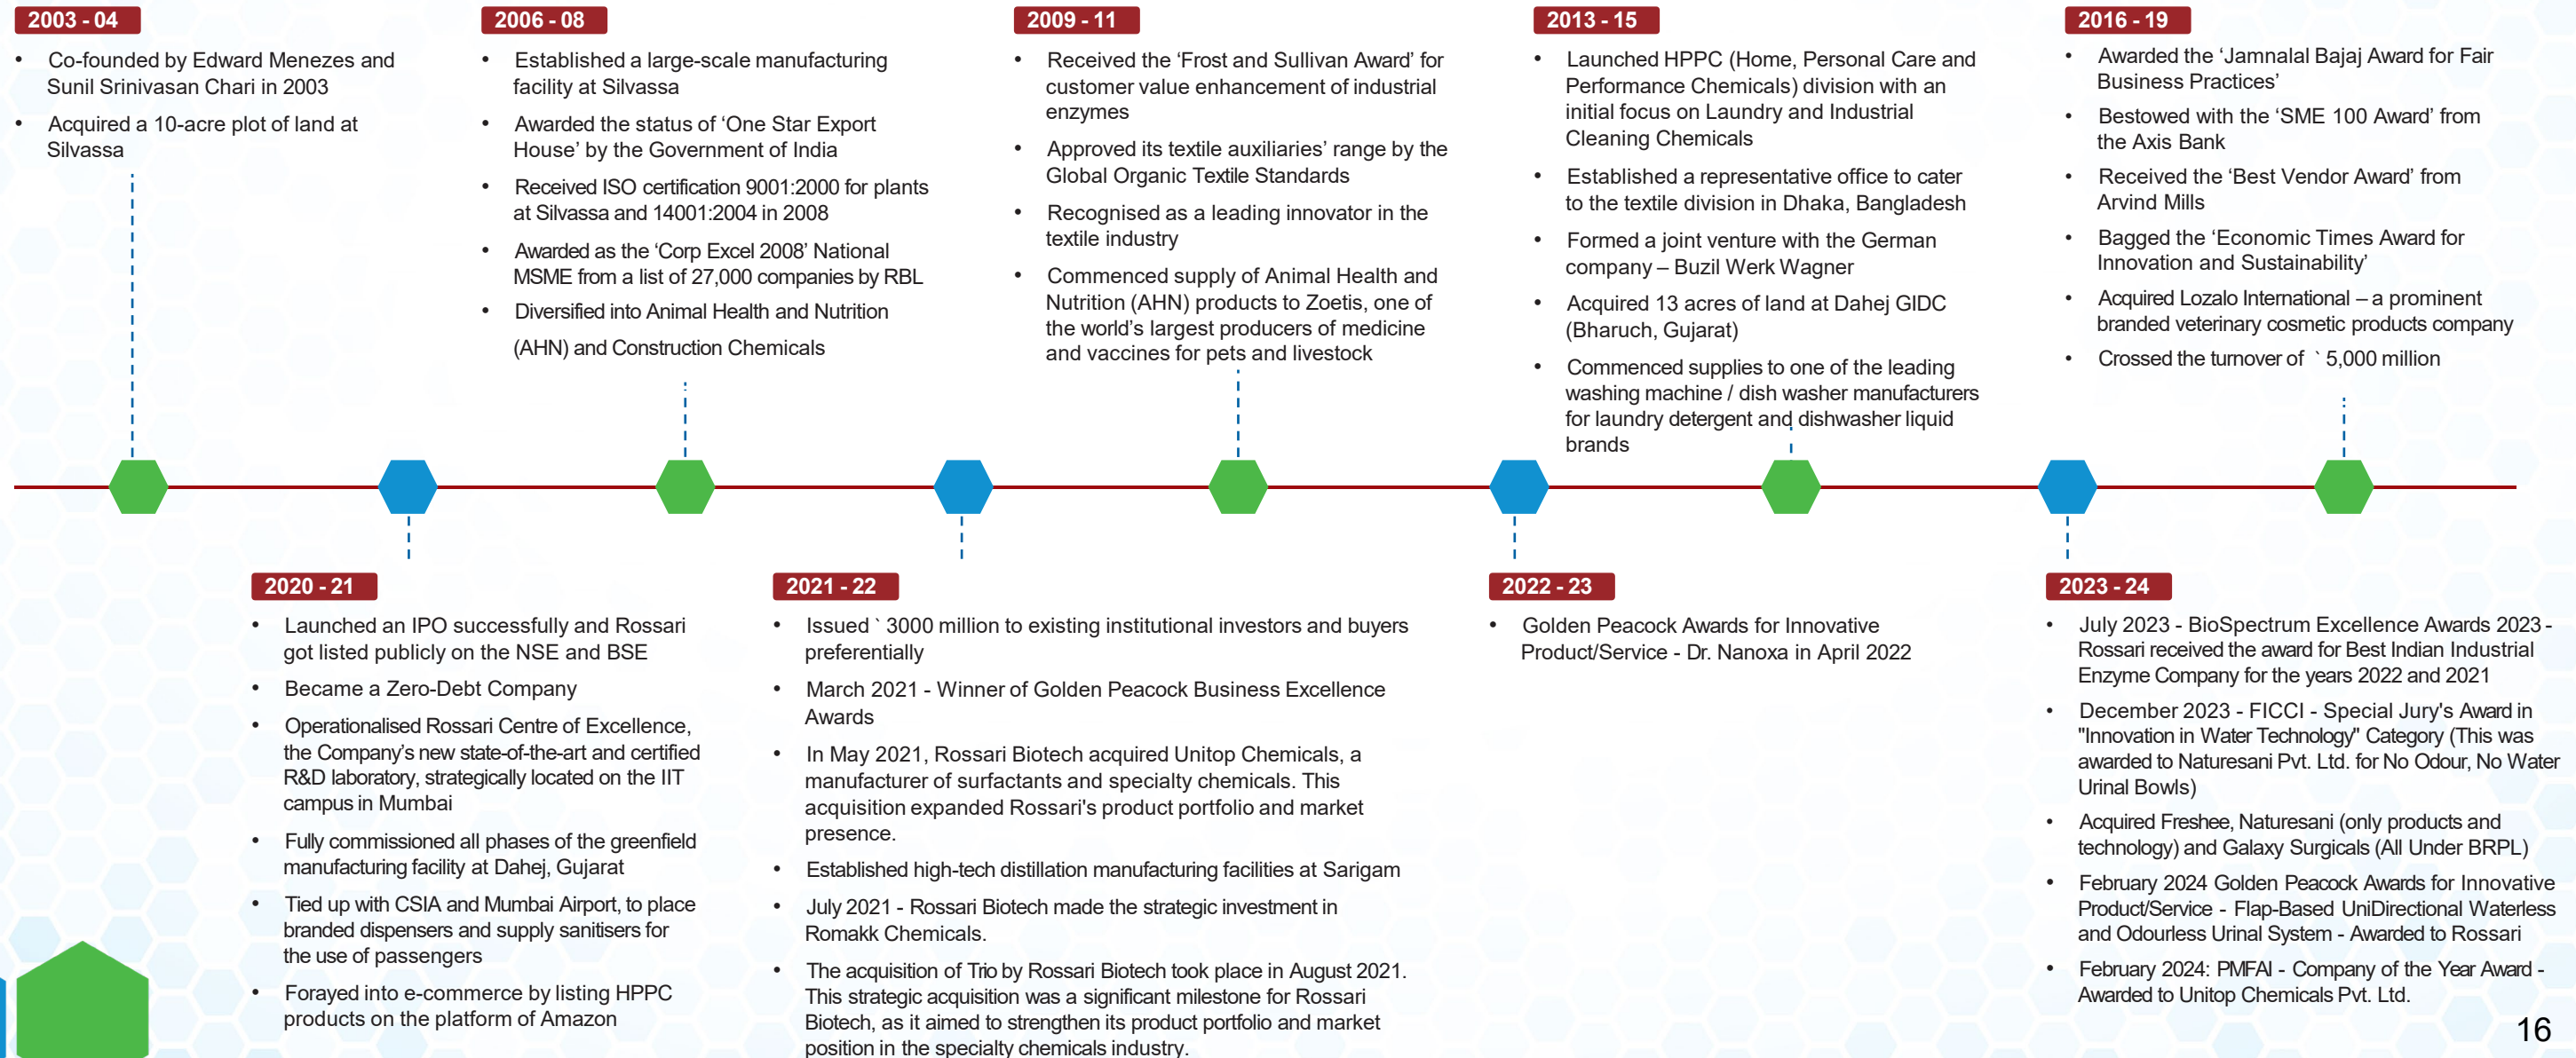 2003 - 04
• Co-founded by Edward Menezes and
Sunil Srinivasan Chari in 2003
• Acquired a 10-acre plot of land at
Silvassa
2006 - 08
• Established a large-scale manufacturing
facility at Silvassa
• Awarded the status of ‘One Star Export
House’ by the Government of India
• Received ISO certification 9001:2000 for plants
at Silvassa and 14001:2004 in 2008
• Awarded as the ‘Corp Excel 2008’ National
MSME from a list of 27,000 companies by RBL
• Diversified into Animal Health and Nutrition
(AHN) and Construction Chemicals
2009 - 11
• Received the ‘Frost and Sullivan Award’ for
customer value enhancement of industrial
enzymes
• Approved its textile auxiliaries’ range by the
Global Organic Textile Standards
• Recognised as a leading innovator in the
textile industry
• Commenced supply of Animal Health and
Nutrition (AHN) products to Zoetis, one of
the world’s largest producers of medicine
and vaccines for pets and livestock
2013 - 15
• Launched HPPC (Home, Personal Care and
Performance Chemicals) division with an
initial focus on Laundry and Industrial
Cleaning Chemicals
• Established a representative office to cater
to the textile division in Dhaka, Bangladesh
• Formed a joint venture with the German
company – Buzil Werk Wagner
• Acquired 13 acres of land at Dahej GIDC
(Bharuch, Gujarat)
• Commenced supplies to one of the leading
washing machine / dish washer manufacturers
for laundry detergent and dishwasher liquid
brands
2016 - 19
• Awarded the ‘Jamnalal Bajaj Award for Fair
Business Practices’
• Bestowed with the ‘SME 100 Award’ from
the Axis Bank
• Received the ‘Best Vendor Award’ from
Arvind Mills
• Bagged the ‘Economic Times Award for
Innovation and Sustainability’
• Acquired Lozalo International – a prominent
branded veterinary cosmetic products company
• Crossed the turnover of ` 5,000 million
2020 - 21
• Launched an IPO successfully and Rossari
got listed publicly on the NSE and BSE
• Became a Zero-Debt Company
• Operationalised Rossari Centre of Excellence,
the Company’s new state-of-the-art and certified
R&D laboratory, strategically located on the IIT
campus in Mumbai
• Fully commissioned all phases of the greenfield
manufacturing facility at Dahej, Gujarat
• Tied up with CSIA and Mumbai Airport, to place
branded dispensers and supply sanitisers for
the use of passengers
• Forayed into e-commerce by listing HPPC
products on the platform of Amazon
2021 - 22
• Issued ` 3000 million to existing institutional investors and buyers
preferentially
• March 2021 - Winner of Golden Peacock Business Excellence
Awards
• In May 2021, Rossari Biotech acquired Unitop Chemicals, a
manufacturer of surfactants and specialty chemicals. This
acquisition expanded Rossari's product portfolio and market
presence.
• Established high-tech distillation manufacturing facilities at Sarigam
• July 2021 - Rossari Biotech made the strategic investment in
Romakk Chemicals.
• The acquisition of Trio by Rossari Biotech took place in August 2021.
This strategic acquisition was a significant milestone for Rossari
Biotech, as it aimed to strengthen its product portfolio and market
position in the specialty chemicals industry.
2022 - 23
• Golden Peacock Awards for Innovative
Product/Service - Dr. Nanoxa in April 2022
2023 - 24
• July 2023 - BioSpectrum Excellence Awards 2023 -
Rossari received the award for Best Indian Industrial
Enzyme Company for the years 2022 and 2021
• December 2023 - FICCI - Special Jury's Award in
"Innovation in Water Technology" Category (This was
awarded to Naturesani Pvt. Ltd. for No Odour, No Water
Urinal Bowls)
• Acquired Freshee, Naturesani (only products and
technology) and Galaxy Surgicals (All Under BRPL)
• February 2024 Golden Peacock Awards for Innovative
Product/Service - Flap-Based UniDirectional Waterless
and Odourless Urinal System - Awarded to Rossari
• February 2024: PMFAI - Company of the Year Award -
Awarded to Unitop Chemicals Pvt. Ltd.
16